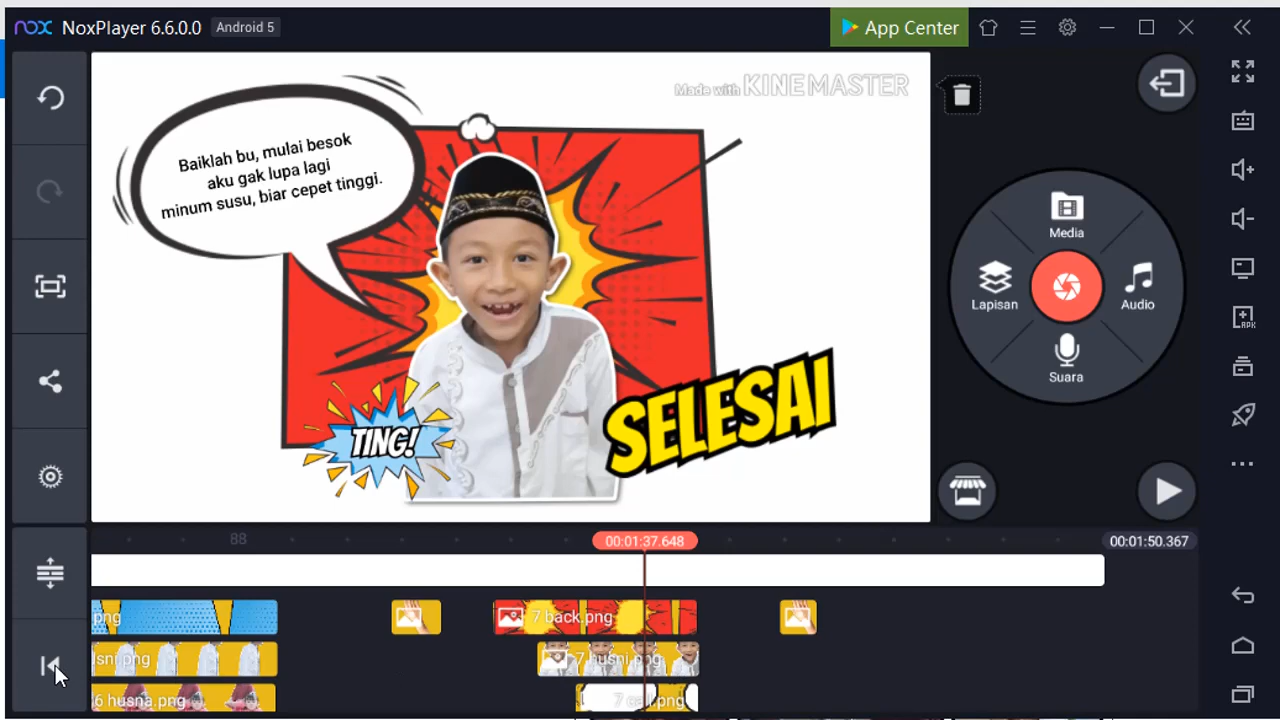 nox NoxPlayer 6.6.0.0 Android 5
App Center
Made with KINEMASTER
Baiklah bu, mulai besok
aku gak lupa lagi
minum susu, biar cepet tinggi.
TING!
SELESAI
Media
Lapisan
Audio
Suara
APK
88
00:01:37.648
00:01:50.367
png
7 back.png
sni.png
7 husni.png
6 husna.png